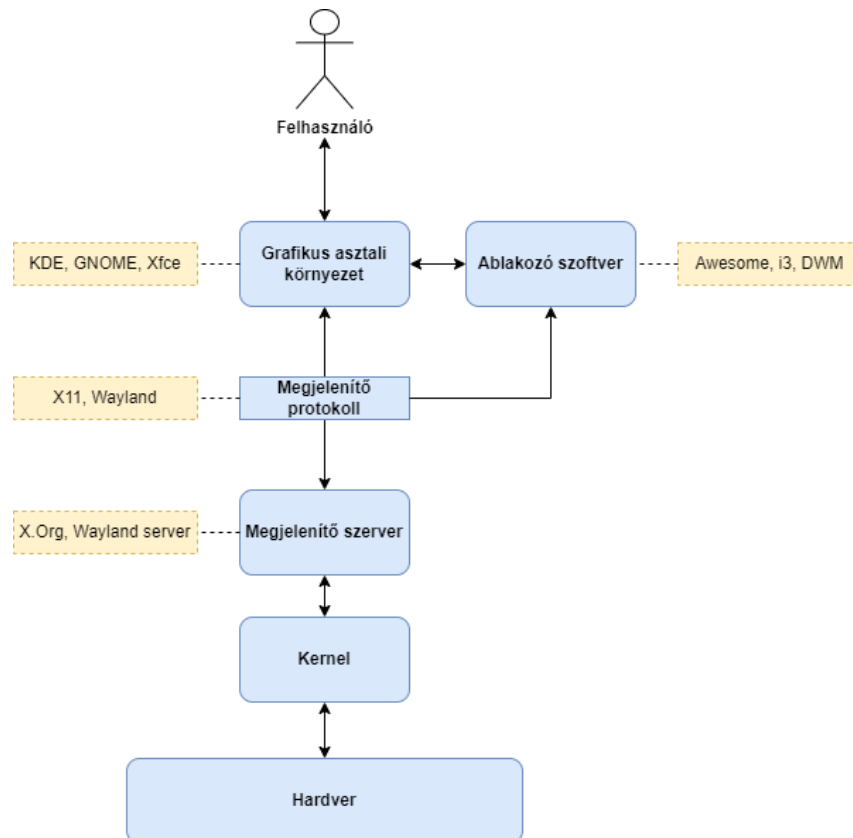 Felhasználó
KDE, GNOME, Xfce
Grafikus asztali
környezet
Ablakozó szoftver
Awesome, i3, DWM
X11, Wayland
Megjelenítő
protokoll
X.Org, Wayland server
Megjelenítő szerver
Kernel
Hardver